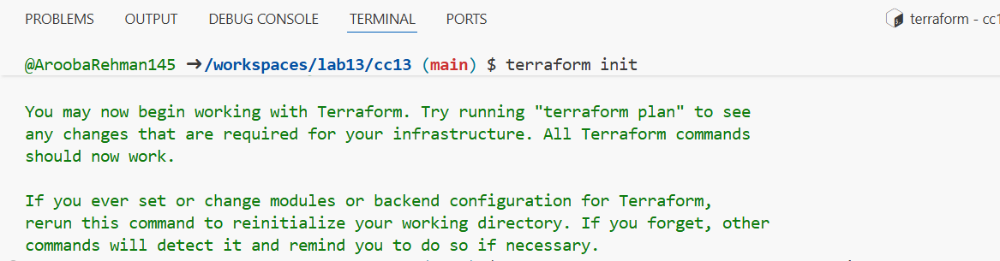 PROBLEMS OUTPUT DEBUG CONSOLE TERMINAL PORTS terraform - cc1
@AroobaRehman145 →/workspaces/lab13/cc13 (main) $ terraform init
You may now begin working with Terraform. Try running "terraform plan" to see
any changes that are required for your infrastructure. All Terraform commands
should now work.
If you ever set or change modules or backend configuration for Terraform,
rerun this command to reinitialize your working directory. If you forget, other
commands will detect it and remind you to do so if necessary.